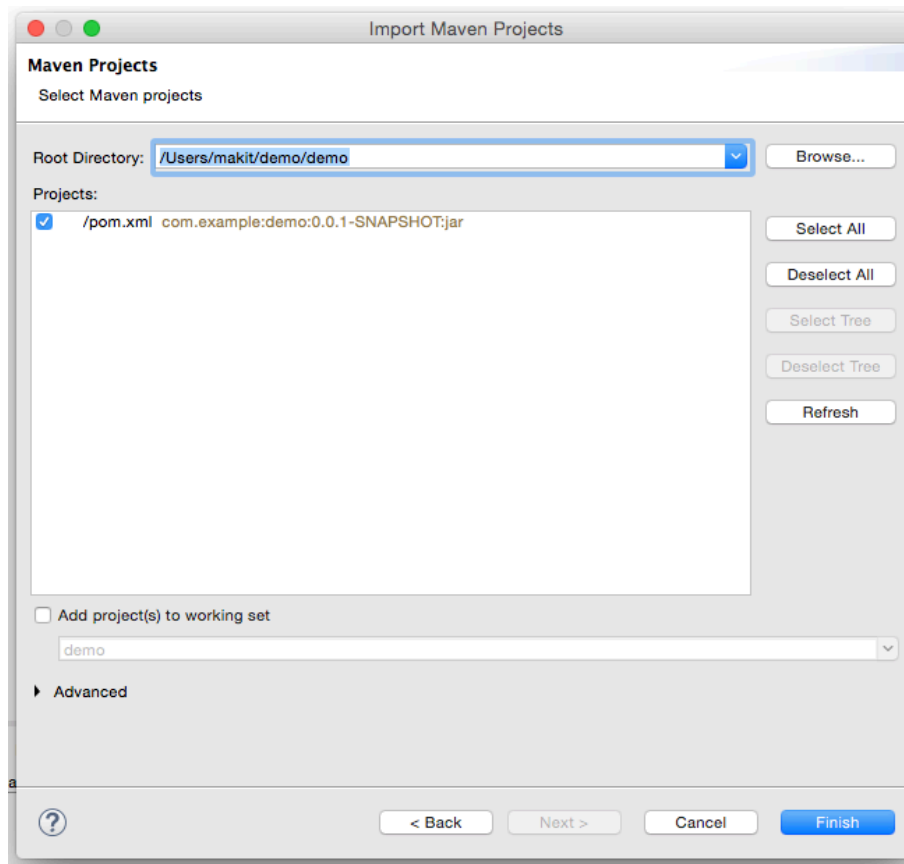 Import Maven Projects
Maven Projects
Select Maven projects
Root Directory: /Users/makit/demo/demo Browse...
Projects:
/pom.xml com.example:demo:0.0.1-SNAPSHOT:jar
Select All
Deselect All
Select Tree
Deselect Tree
Refresh
Add project(s) to working set
demo
Advanced
a
? < Back Next > Cancel Finish